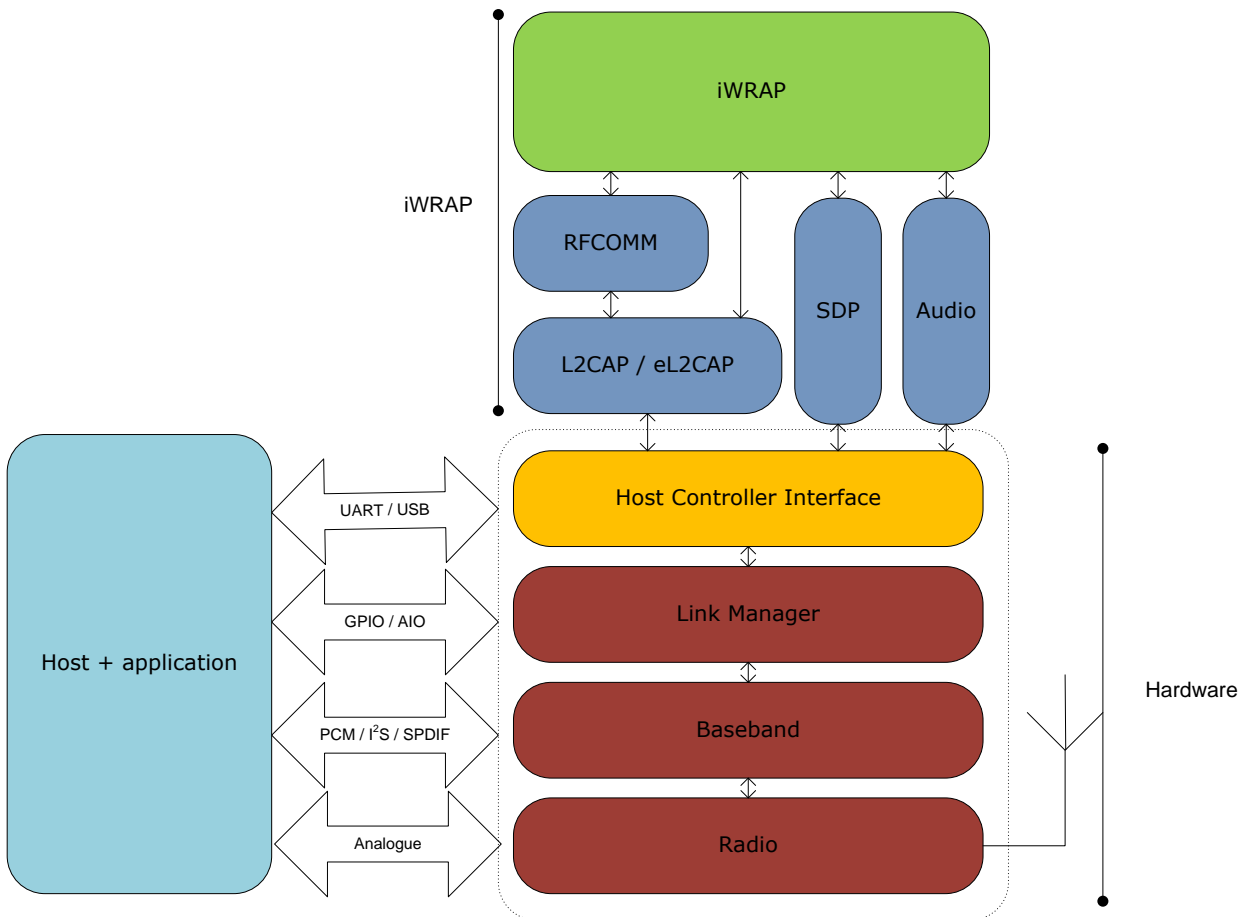 iWRAP
iWRAP
RFCOMM
SDP
Audio
L2CAP / eL2CAP
Host + application
UART / USB
GPIO / AIO
PCM / I²S / SPDIF
Analogue
Host Controller Interface
Link Manager
Baseband
Radio
Hardware